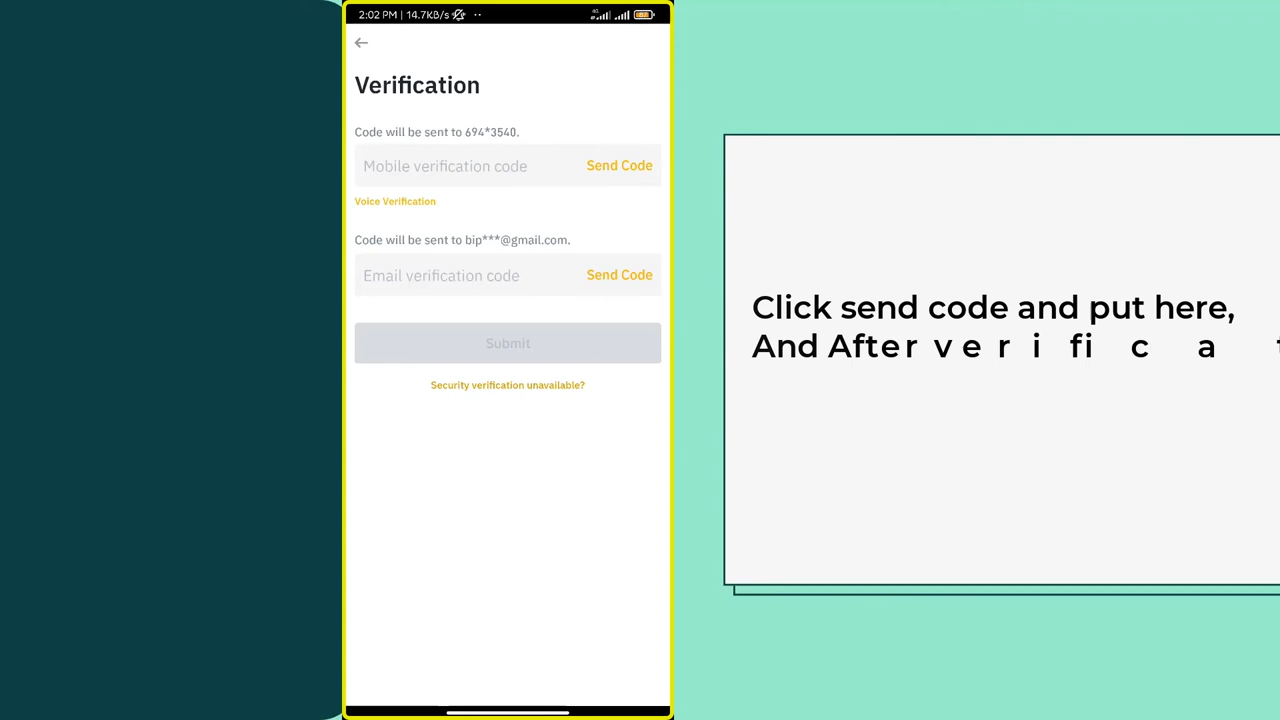 2:02 PM | 14.7KB/s
Verification
Code will be sent to 694*3540.
Mobile verification code
Send Code
Voice Verification
Code will be sent to bip***@gmail.com.
Email verification code
Send Code
Submit
Security verification unavailable?
Click send code and put here,
And After verifica